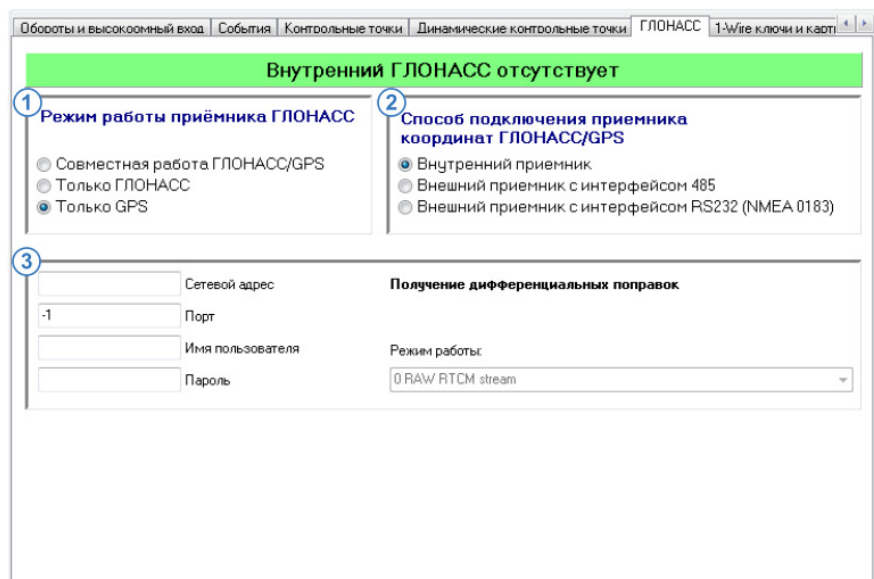 Обороты и высокоомный вход События Контрольные точки Динамические контрольные точки ГЛОНАСС 1-Wire ключи и карт
Внутренний ГЛОНАСС отсутствует
1
Режим работы приёмника ГЛОНАСС
Совместная работа ГЛОНАСС/GPS
Только ГЛОНАСС
Только GPS
2
Способ подключения приемника
координат ГЛОНАСС/GPS
Внутренний приемник
Внешний приемник с интерфейсом 485
Внешний приемник с интерфейсом RS232 (NMEA 0183)
3
Сетевой адрес
-1 Порт
Имя пользователя
Пароль
Получение дифференциальных поправок
Режим работы:
0 RAW RTCM stream